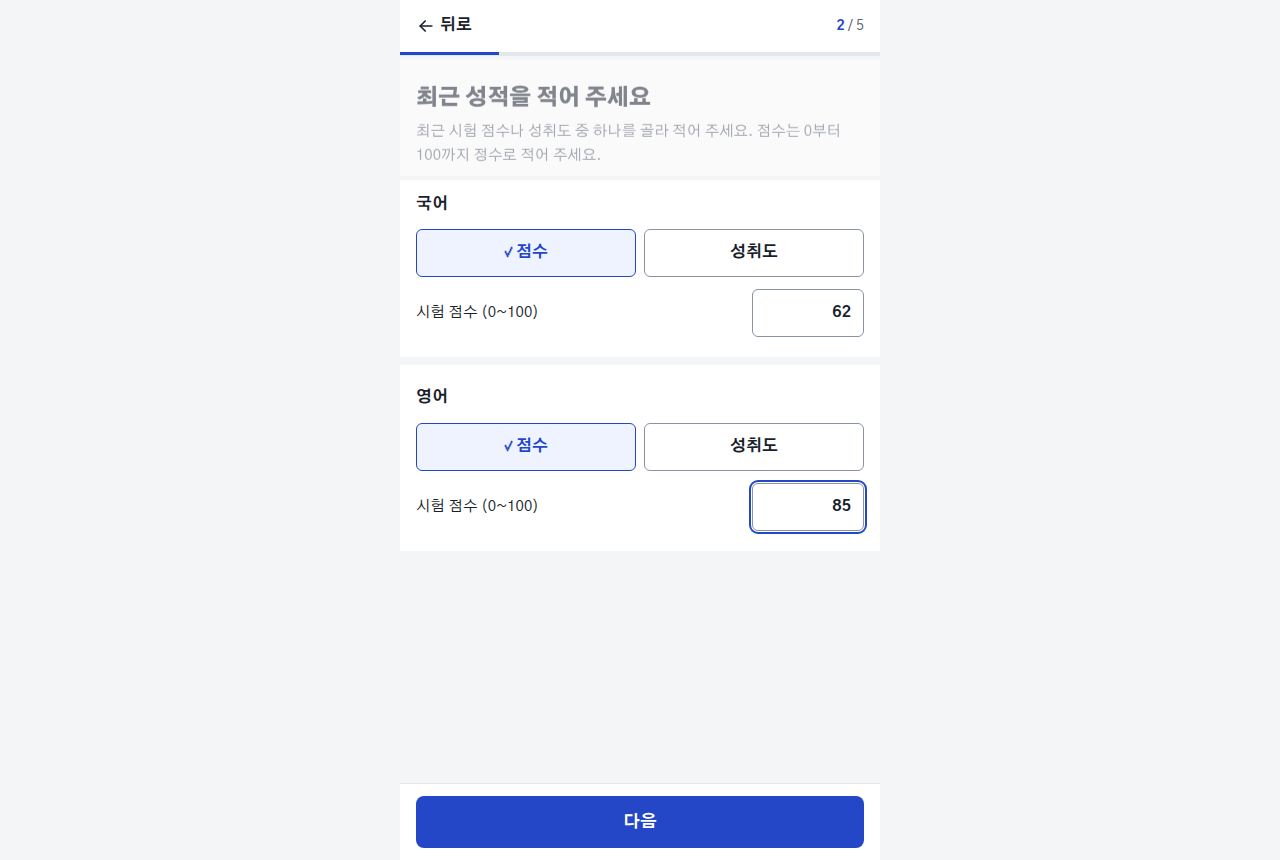 ← 뒤로
2 / 5
최근 성적을 적어 주세요
최근 시험 점수나 성취도 중 하나를 골라 적어 주세요. 점수는 0부터
100까지 정수로 적어 주세요.
국어
✓ 점수
성취도
시험 점수 (0~100)
62
영어
✓ 점수
성취도
시험 점수 (0~100)
85
다음